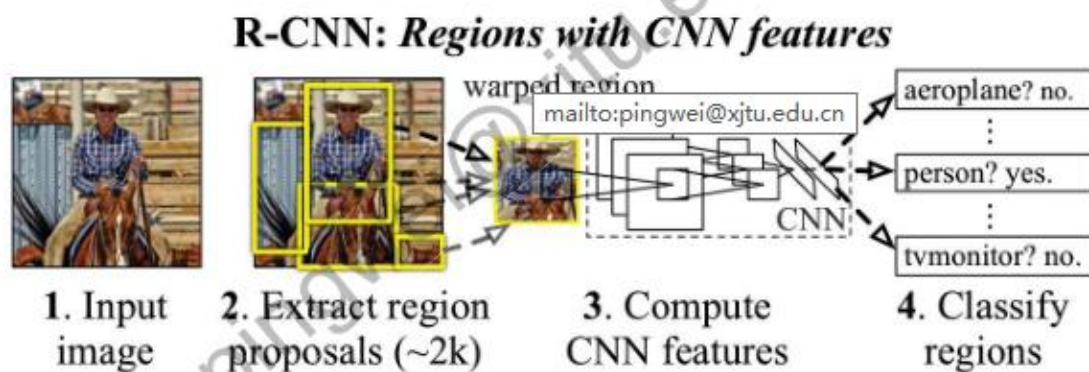 R-CNN: Regions with CNN features
warped region
mailto:pingwei@xjtu.edu.cn
aeroplane? no.
person? yes.
CNN
tvmonitor? no.
1. Input
image
2. Extract region
proposals (~2k)
3. Compute
CNN features
4. Classify
regions